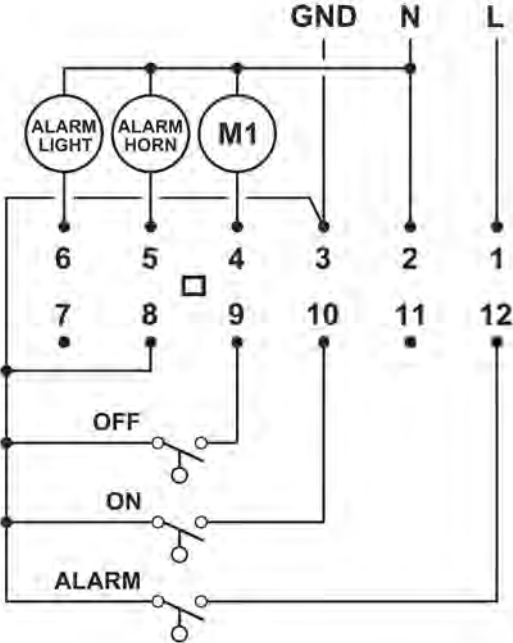 GND N L
ALARM LIGHT
ALARM HORN
M1
6 5 4 3 2 1
7 8 9 10 11 12
OFF
ON
ALARM